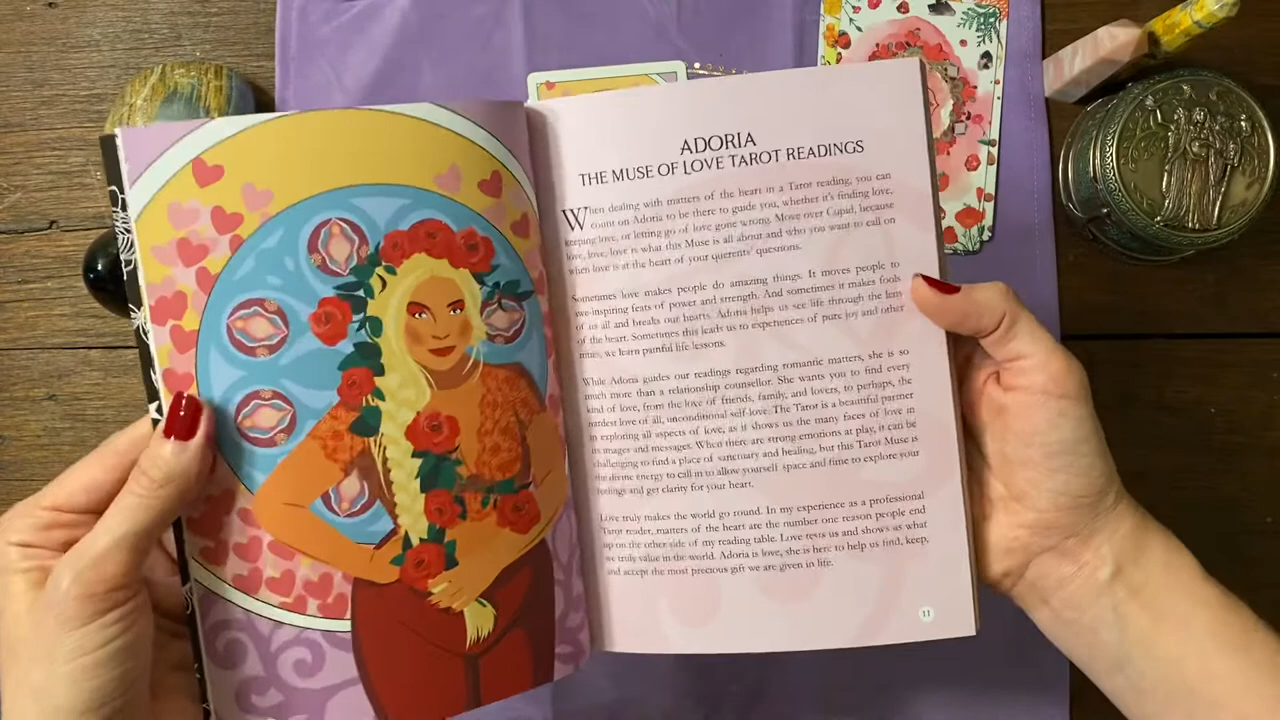 ADORIA
THE MUSE OF LOVE TAROT READINGS
When dealing with matters of the heart in a Tarot reading, you can
count on Adoria to be there to guide you, whether it's finding love,
keeping love, or letting go of love gone wrong. Move over Cupid, because
love, love, love is what this Muse is all about and who you want to call on
when love is at the heart of your querents' questions.
Sometimes love makes people do amazing things. It moves people to
awe-inspiring feats of power and strength. And sometimes it makes fools
of us all and breaks our hearts. Adoria helps us see life through the lens
of the heart. Sometimes this leads us to experiences of pure joy and other
times, we learn painful life lessons.
While Adoria guides our readings regarding romantic matters, she is so
much more than a relationship counsellor. She wants you to find every
kind of love, from the love of friends, family, and lovers, to perhaps, the
hardest love of all, unconditional self-love. The Tarot is a beautiful partner
in exploring all aspects of love, as it shows us the many faces of love in
its images and messages. When there are strong emotions at play, it can be
challenging to find a place of sanctuary and healing, but this Tarot Muse is
the divine energy to call in to allow yourself space and time to explore your
feelings and get clarity for your heart.
Love truly makes the world go round. In my experience as a professional
Tarot reader, matters of the heart are the number one reason people end
up on the other side of my reading table. Love tests us and shows us what
we truly value in the world. Adoria is love, she is here to help us find, keep,
and accept the most precious gift we are given in life.
11